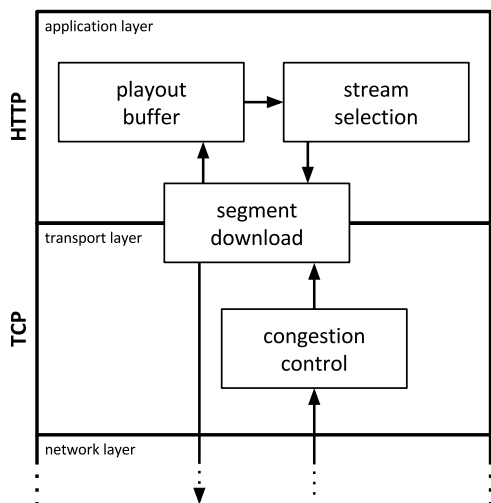 application layer
HTTP
playout
buffer
stream
selection
segment
download
transport layer
TCP
congestion
control
network layer